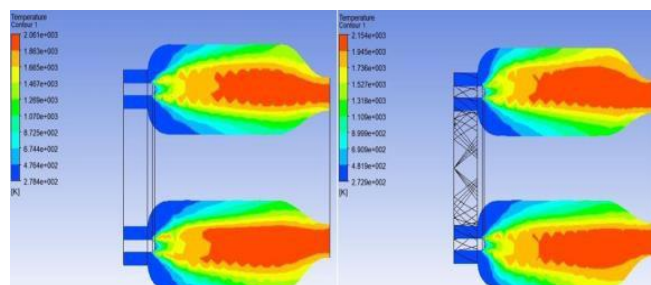 Temperature
Contour 1
2.061e+003
1.863e+003
1.665e+003
1.467e+003
1.269e+003
1.070e+003
8.725e+002
6.744e+002
4.764e+002
2.784e+002
[K]
Temperature
Contour 1
2.154e+003
1.945e+003
1.736e+003
1.527e+003
1.318e+003
1.109e+003
8.999e+002
6.909e+002
4.819e+002
2.729e+002
[K]